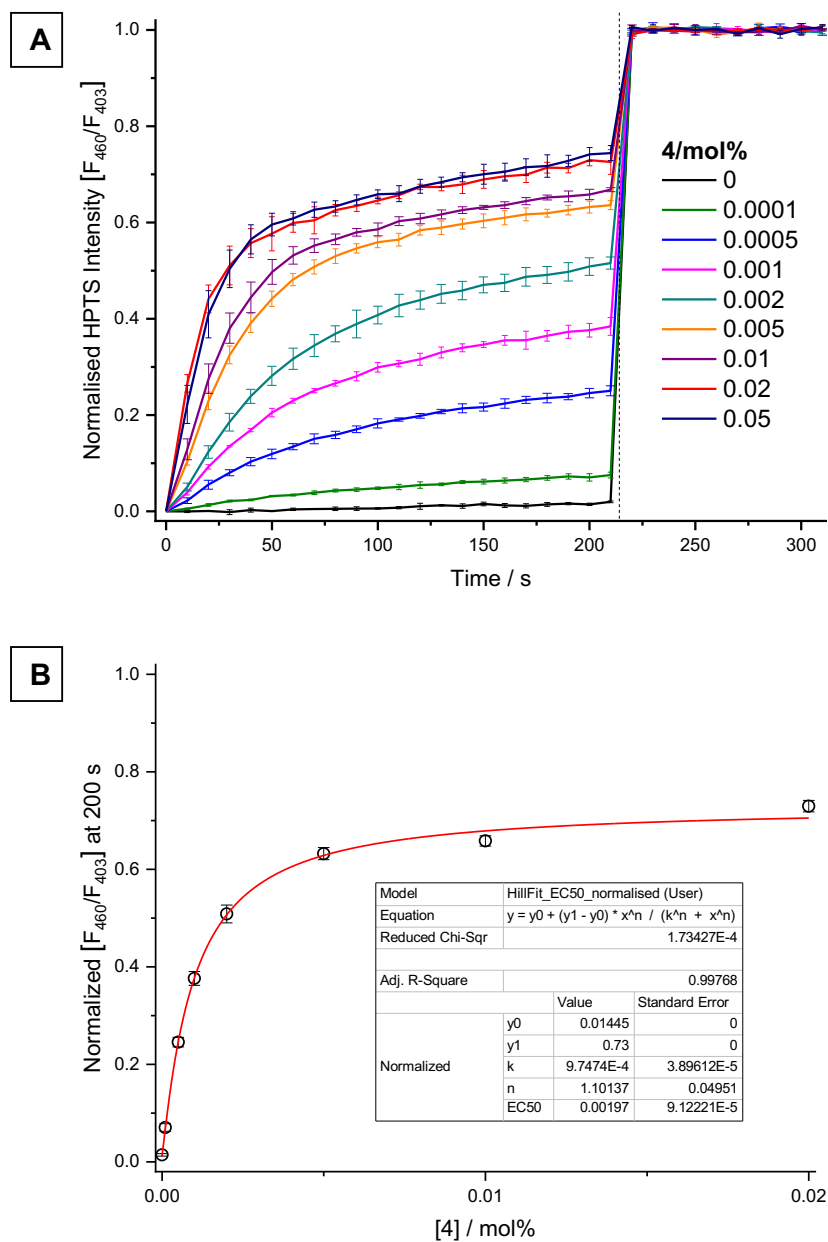 A
Normalised HPTS Intensity [F460/F403]
1.0
0.8
0.6
0.4
0.2
0.0
0 50 100 150 200 250 300
Time / s
4/mol%
0
0.0001
0.0005
0.001
0.002
0.005
0.01
0.02
0.05
B
Normalized [F460/F403] at 200 s
1.0
0.8
0.6
0.4
0.2
0.0
0.00 0.01 0.02
[4] / mol%
Model HillFit_EC50_normalised (User)
Equation y = y0 + (y1 - y0) * x^n / (k^n + x^n)
Reduced Chi-Sqr 1.73427E-4
Adj. R-Square 0.99768
Value Standard Error
Normalized y0 0.01445 0
y1 0.73 0
k 9.7474E-4 3.89612E-5
n 1.10137 0.04951
EC50 0.00197 9.12221E-5